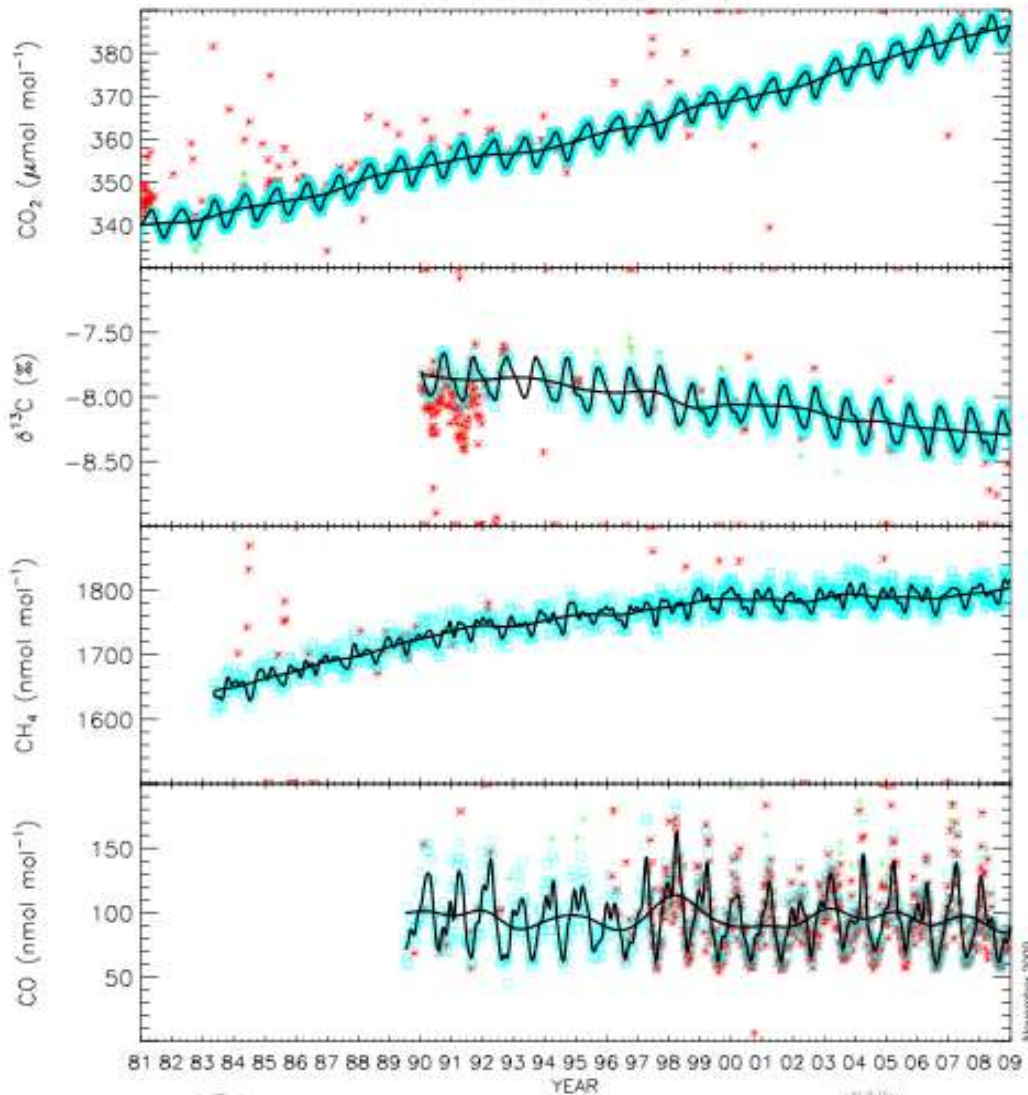 CO₂ (μmol mol⁻¹)
380
370
360
350
340
δ¹³C (‰)
-7.50
-8.00
-8.50
CH₄ (nmol mol⁻¹)
1800
1700
1600
CO (nmol mol⁻¹)
150
100
50
81 82 83 84 85 86 87 88 89 90 91 92 93 94 95 96 97 98 99 00 01 02 03 04 05 06 07 08 09
YEAR
November 2009